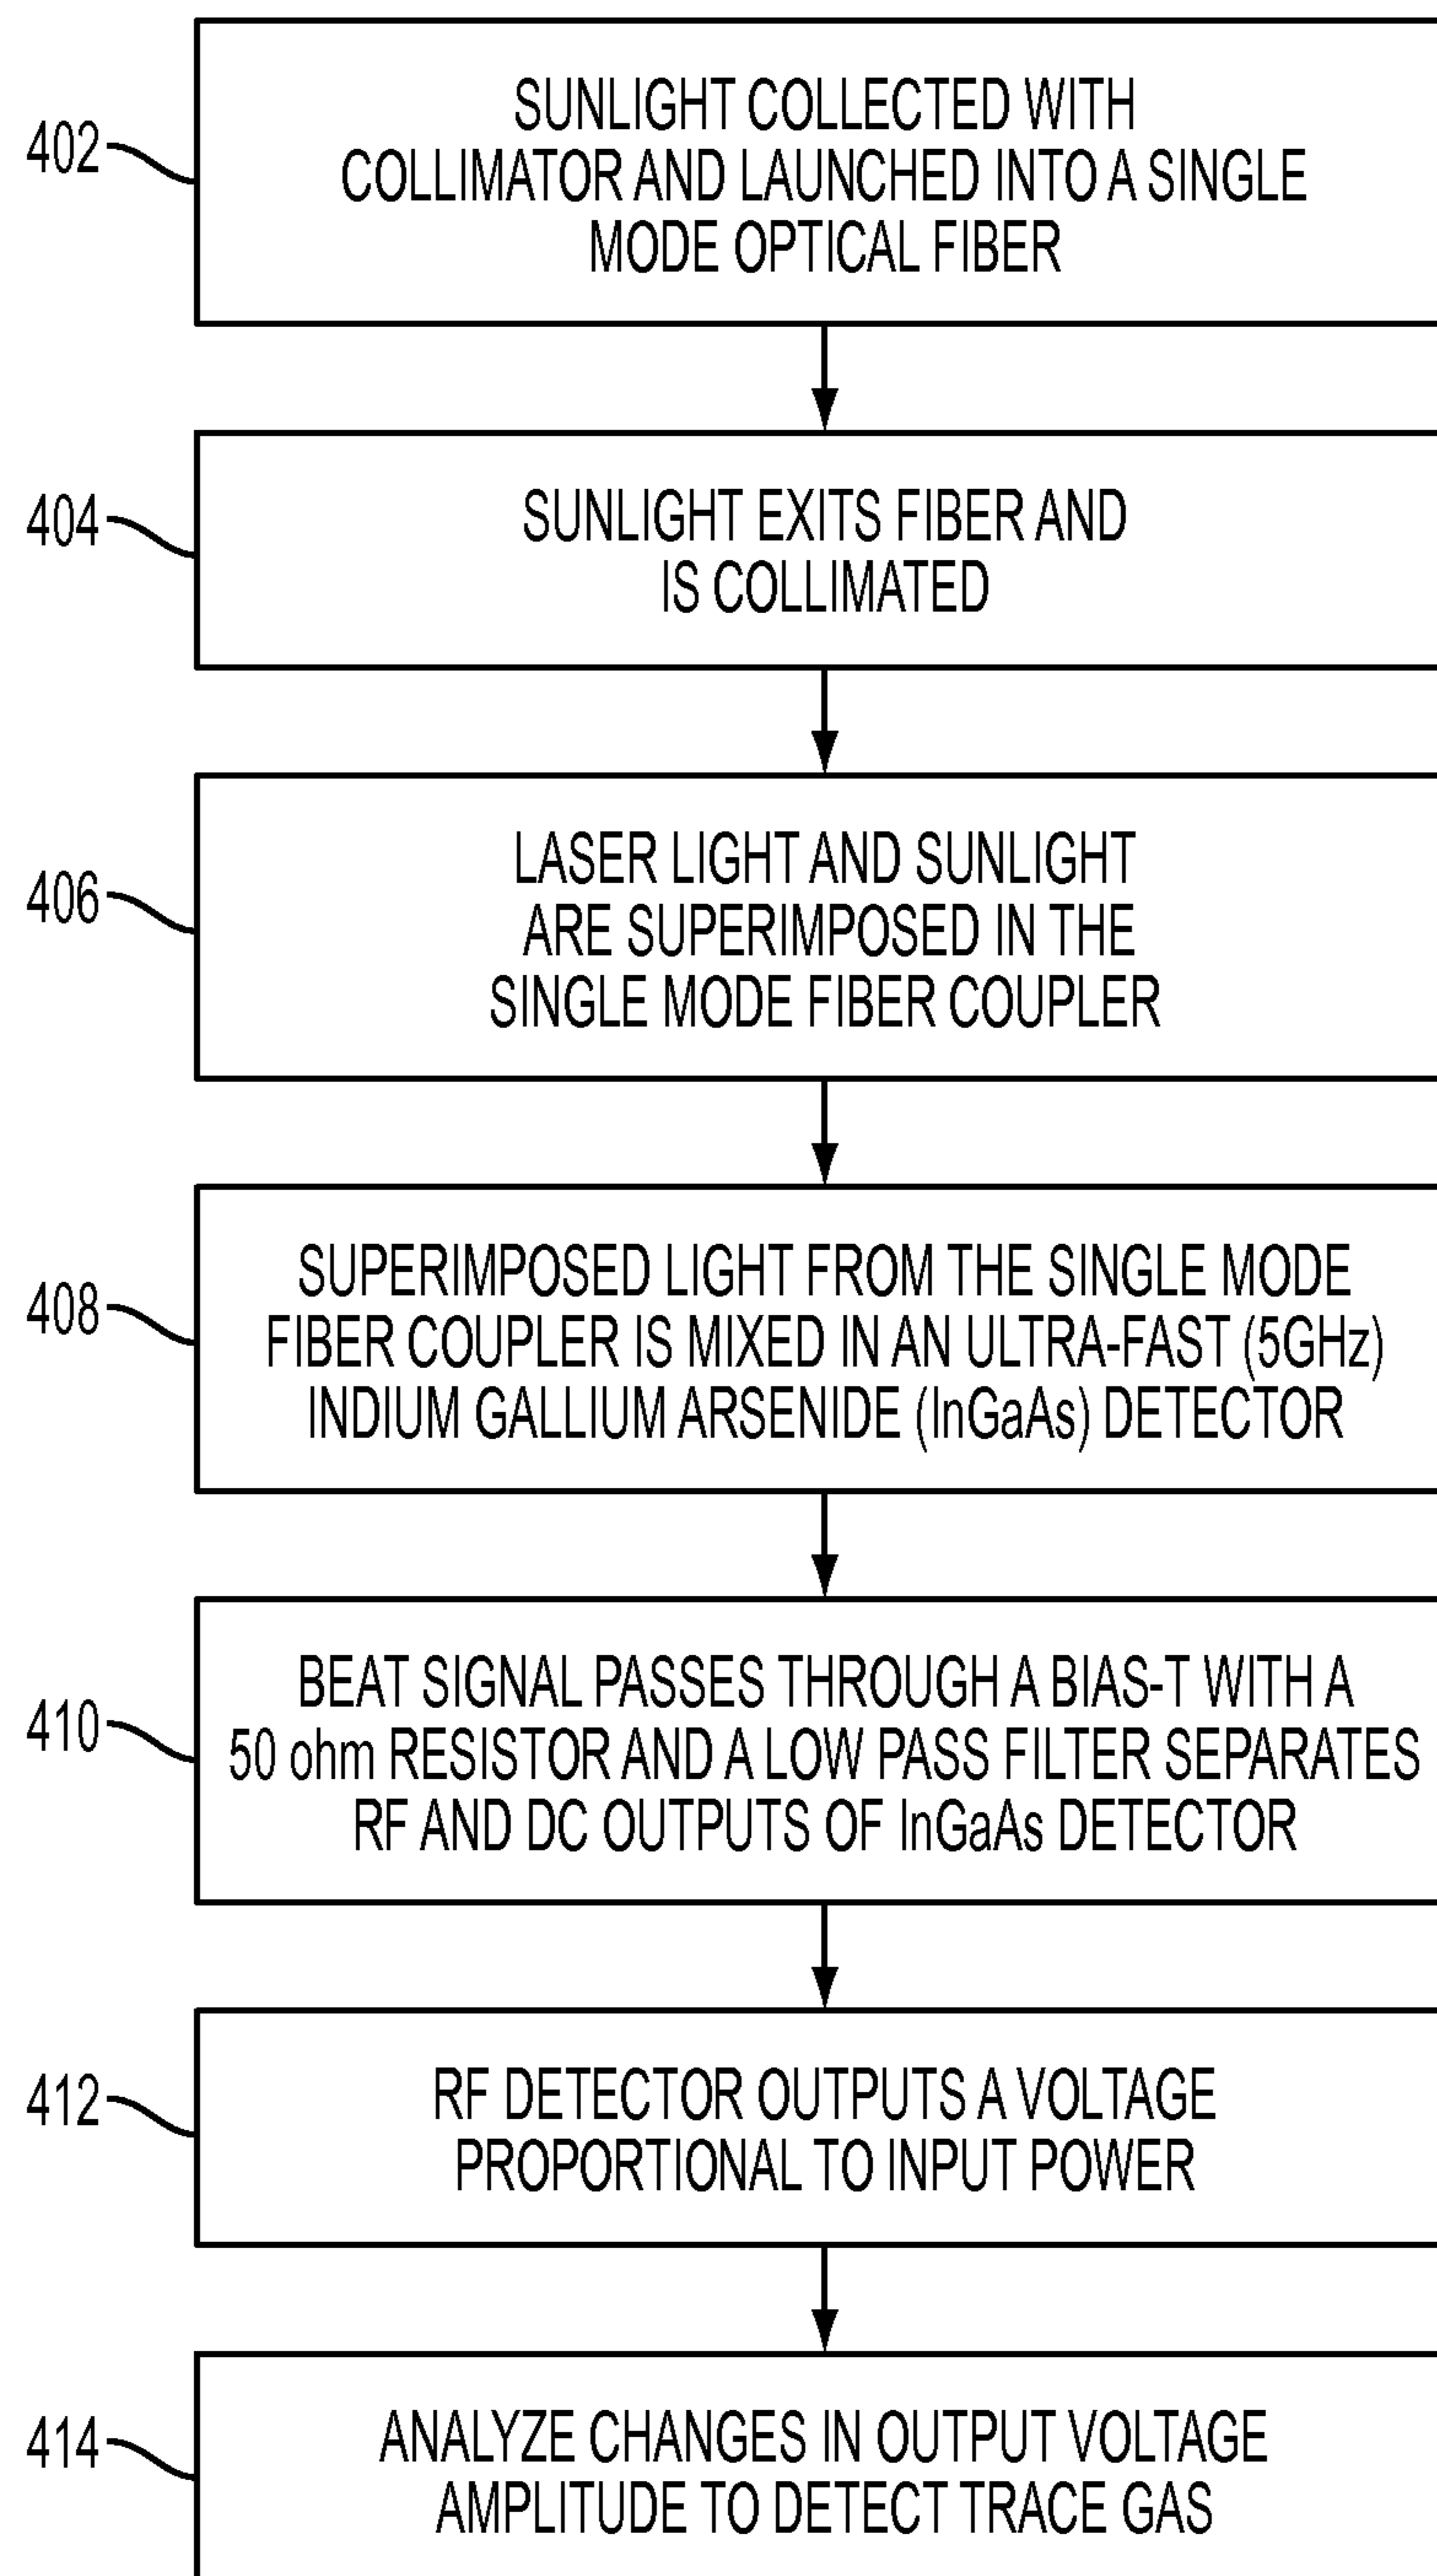 402
SUNLIGHT COLLECTED WITH
COLLIMATOR AND LAUNCHED INTO A SINGLE
MODE OPTICAL FIBER
404
SUNLIGHT EXITS FIBER AND
IS COLLIMATED
406
LASER LIGHT AND SUNLIGHT
ARE SUPERIMPOSED IN THE
SINGLE MODE FIBER COUPLER
408
SUPERIMPOSED LIGHT FROM THE SINGLE MODE
FIBER COUPLER IS MIXED IN AN ULTRA-FAST (5GHz)
INDIUM GALLIUM ARSENIDE (InGaAs) DETECTOR
410
BEAT SIGNAL PASSES THROUGH A BIAS-T WITH A
50 ohm RESISTOR AND A LOW PASS FILTER SEPARATES
RF AND DC OUTPUTS OF InGaAs DETECTOR
412
RF DETECTOR OUTPUTS A VOLTAGE
PROPORTIONAL TO INPUT POWER
414
ANALYZE CHANGES IN OUTPUT VOLTAGE
AMPLITUDE TO DETECT TRACE GAS